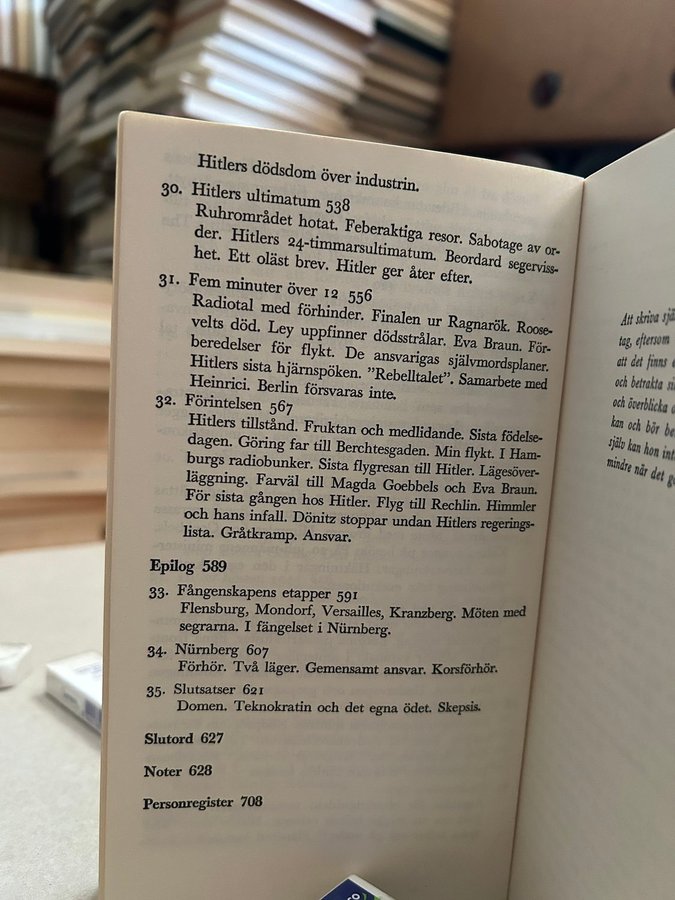 Hitlers dödsdom över industrin.
30. Hitlers ultimatum 538
Ruhrområdet hotat. Feberaktiga resor. Sabotage av or-
der. Hitlers 24-timmarsultimatum. Beordard segerviss-
het. Ett oläst brev. Hitler ger åter efter.
31. Fem minuter över 12 556
Radiotal med förhinder. Finalen ur Ragnarök. Roose-
velts död. Ley uppfinner dödsstrålar. Eva Braun. För-
beredelser för flykt. De ansvarigas självmordsplaner.
Hitlers sista hjärnspöken. ”Rebelltalet”. Samarbete med
Heinrici. Berlin försvaras inte.
32. Förintelsen 567
Hitlers tillstånd. Fruktan och medlidande. Sista födelse-
dagen. Göring far till Berchtesgaden. Min flykt. I Ham-
burgs radiobunker. Sista flygresan till Hitler. Lägesöver-
läggning. Farväl till Magda Goebbels och Eva Braun.
För sista gången hos Hitler. Flyg till Rechlin. Himmler
och hans infall. Dönitz stoppar undan Hitlers regerings-
lista. Gråtkramp. Ansvar.
Epilog 589
33. Fångenskapens etapper 591
Flensburg, Mondorf, Versailles, Kranzberg. Möten med
segrarna. I fängelset i Nürnberg.
34. Nürnberg 607
Förhör. Två läger. Gemensamt ansvar. Korsförhör.
35. Slutsatser 621
Domen. Teknokratin och det egna ödet. Skepsis.
Slutord 627
Noter 628
Personregister 708
Att skriva sjä
tag, eftersom
att det finns
och betrakta
och överblicka
kan och bör
själv kan hon
mindre när det